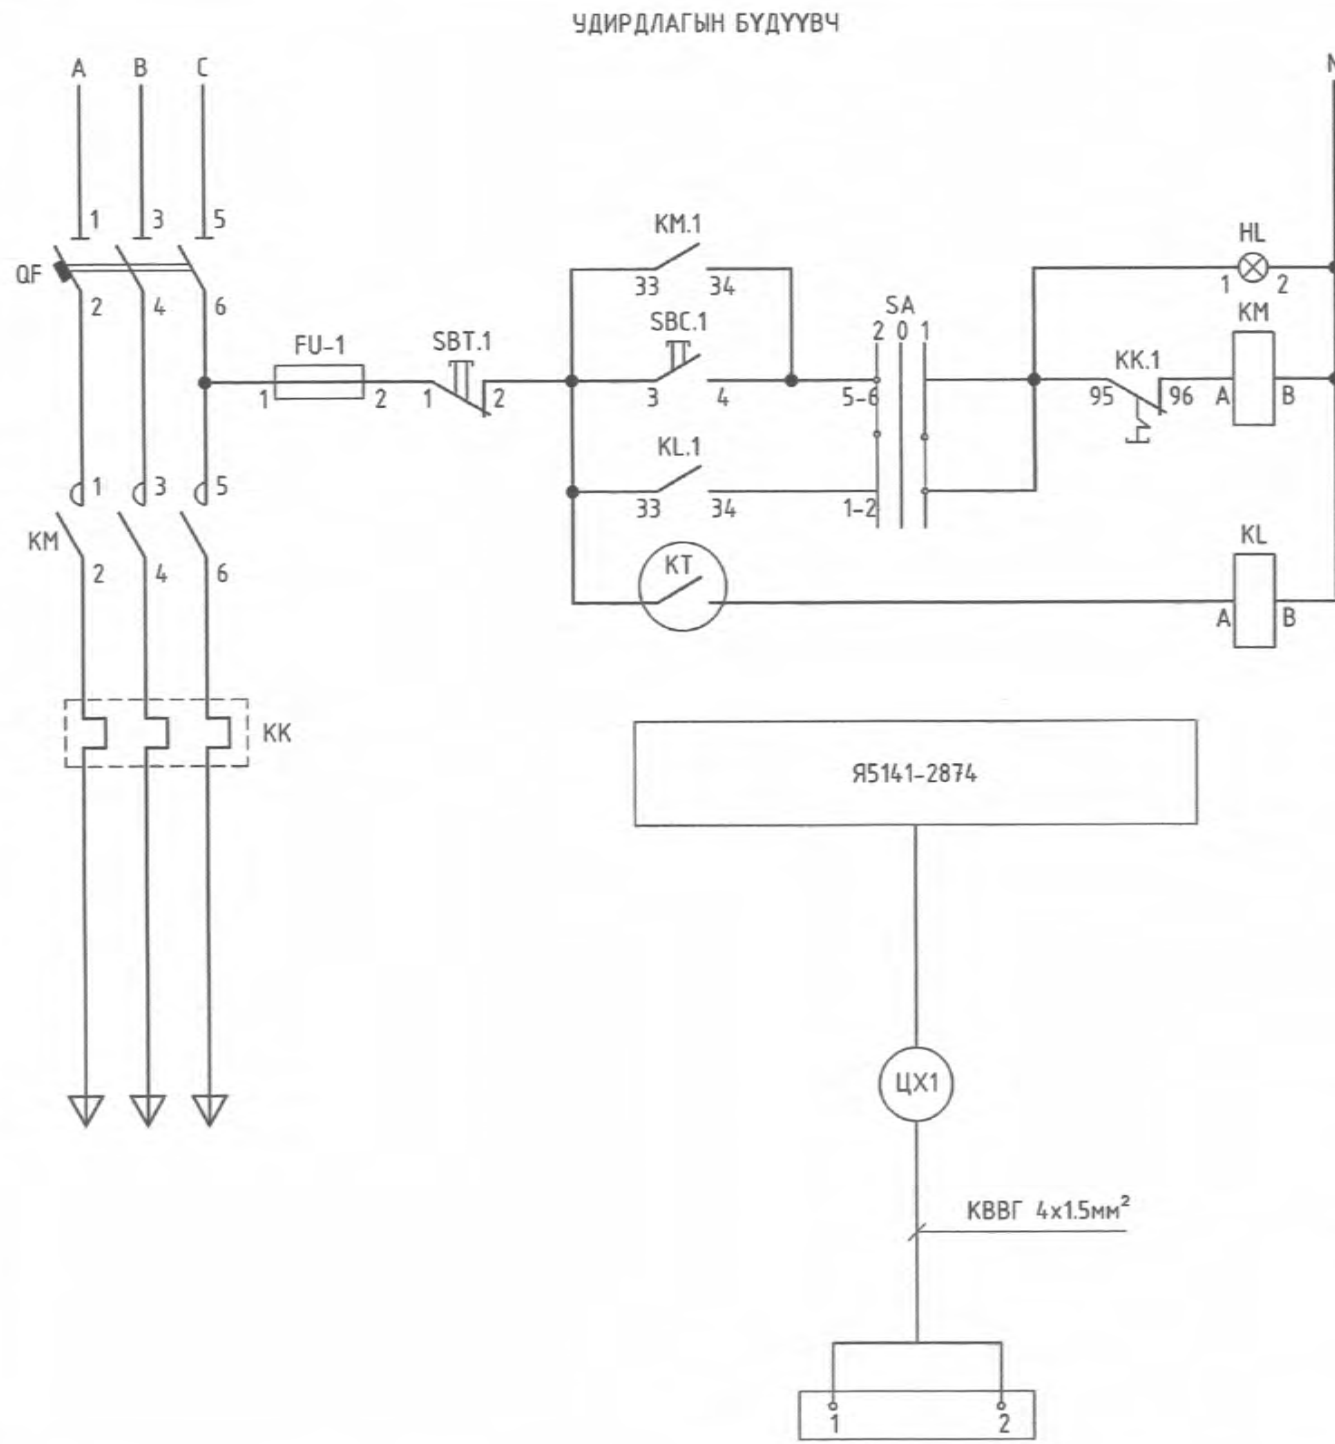 УДИРДЛАГЫН БҮДҮҮВЧ
A B C N
1 3 5
QF
2 4 6
KM.1
33 34
HL
1 2
SBC.1
3 4
SA
2 0 1
5-6
1-2
KM
A B
FU-1
1 2
SBT.1
1 2
KK.1
95 96
KL.1
33 34
1 3 5
KM
2 4 6
KT
KL
A B
KK
Я5141-2874
ЦХ1
КВВГ 4x1.5мм²
1 2